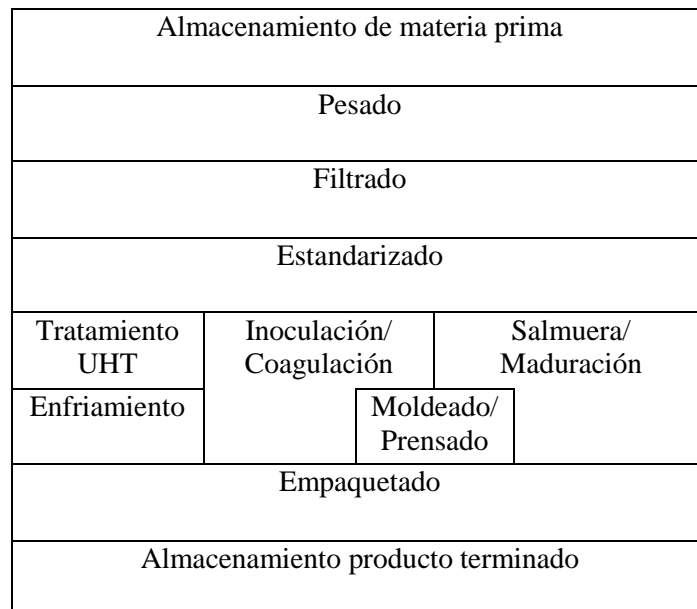 Almacenamiento de materia prima
Pesado
Filtrado
Estandarizado
Tratamiento
UHT
Inoculación/
Coagulación
Salmuera/
Maduración
Enfriamiento
Moldeado/
Prensado
Empaquetado
Almacenamiento producto terminado